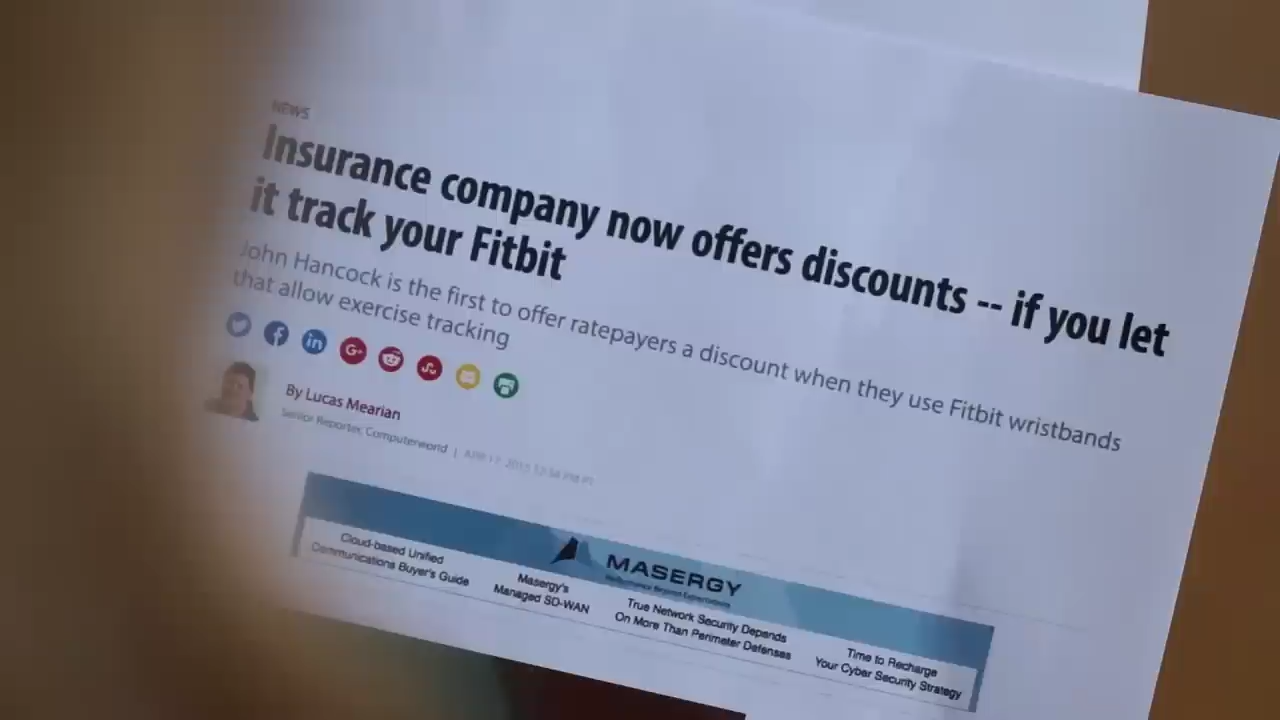 NEWS
Insurance company now offers discounts -- if you let
it track your Fitbit
John Hancock is the first to offer ratepayers a discount when they use Fitbit wristbands
that allow exercise tracking
By Lucas Mearian
Senior Reporter, Computerworld |
MASERGY
Performance Beyond Expectations
Cloud-based Unified
Communications Buyer's Guide
Masergy's
Managed SD-WAN
True Network Security Depends
On More Than Perimeter Defenses
Time to Recharge
Your Cyber Security Strategy